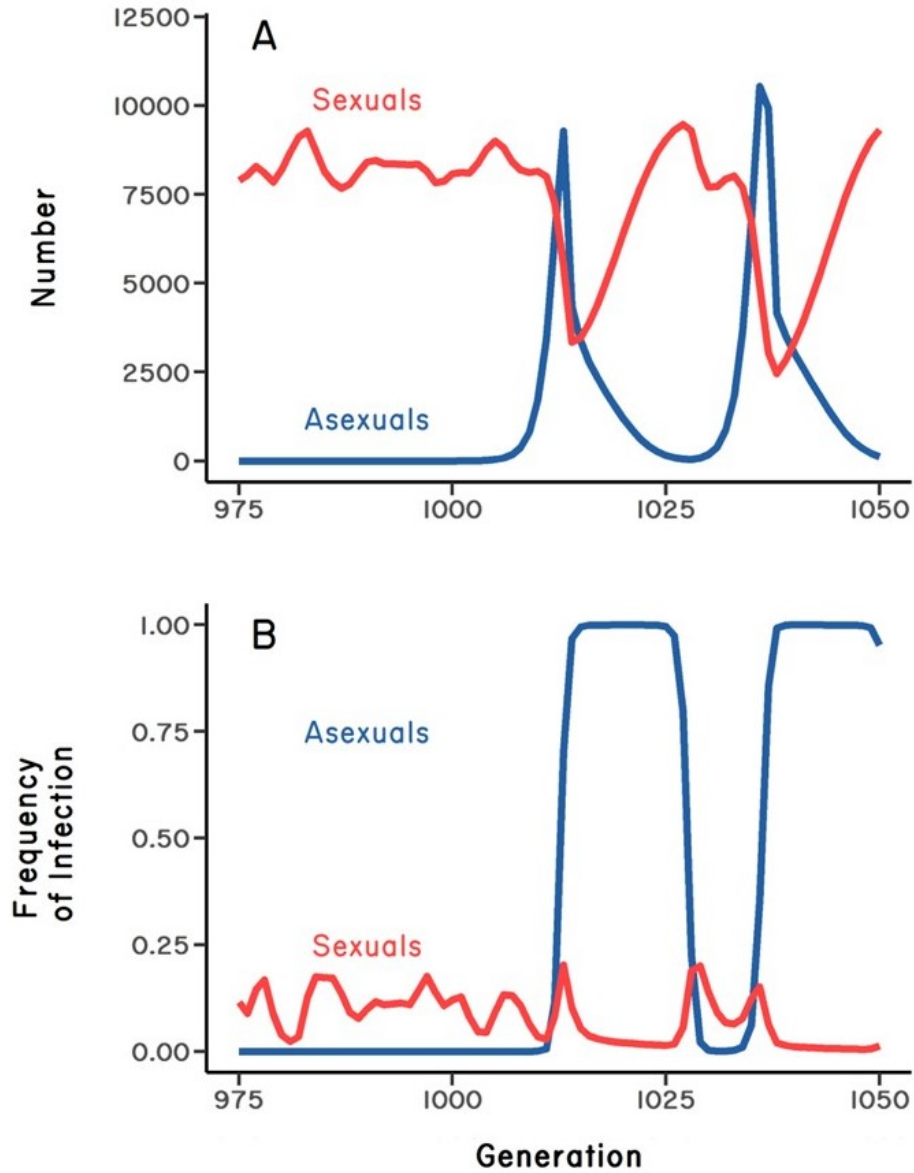 A
12500
10000
7500
5000
2500
0
Number
Sexuals
Asexuals
975 1000 1025 1050
B
1.00
0.75
0.50
0.25
0.00
Frequency
of Infection
Asexuals
Sexuals
975 1000 1025 1050
Generation